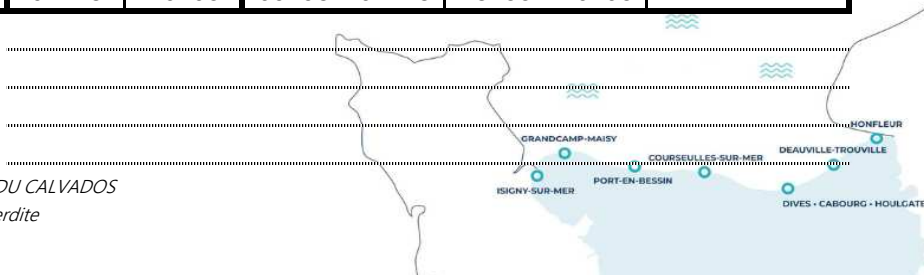 HONFLEUR
GRANDCAMP-MAISY
DEAUVILLE-TROUVILLE
COURSEULLES-SUR-MER
PORT-EN-BESSIN
DU CALVADOS
ISIGNY-SUR-MER
DIVES • CABOURG • HOULGATE
erdite